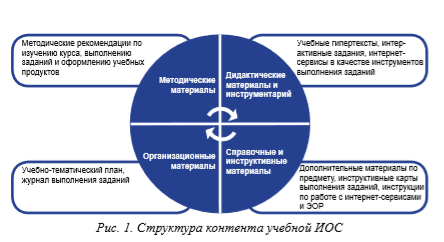 Методические рекомендации по
изучению курса, выполнению
заданий и оформлению учебных
продуктов
Учебные гипертексты, интер-
активные задания, интернет-
сервисы в качестве инструментов
выполнения заданий
Методические
материалы
Дидактические
материалы и
инструментарий
Организационные
материалы
Справочные и
инструктивные
материалы
Учебно-тематический план,
журнал выполнения заданий
Дополнительные материалы по
предмету, инструктивные карты
выполнения заданий, инструкции
по работе с интернет-сервисами
и ЭОР
Рис. 1. Структура контента учебной ИОС